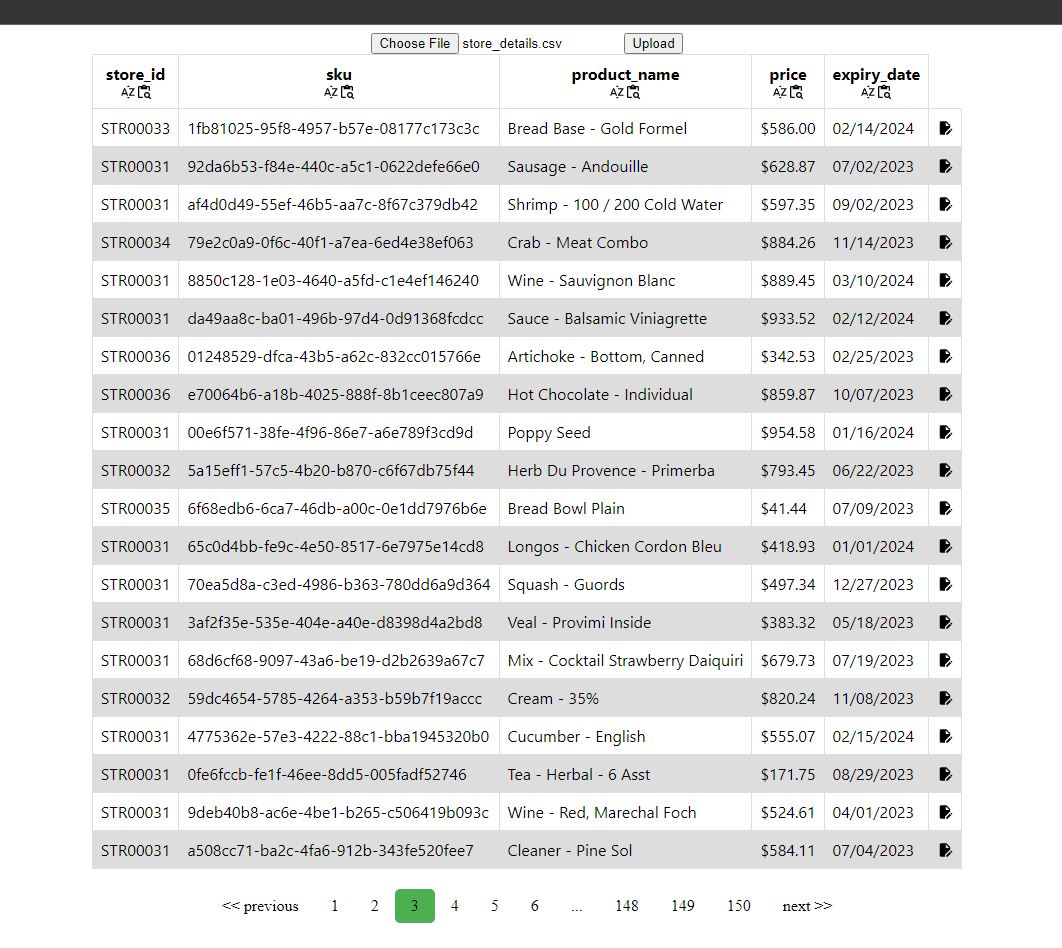 Choose File store_details.csv Upload
store_id sku product_name price expiry_date
STR00033 1fb81025-95f8-4957-b57e-08177c173c3c Bread Base - Gold Formel $586.00 02/14/2024
STR00031 92da6b53-f84e-440c-a5c1-0622defe66e0 Sausage - Andouille $628.87 07/02/2023
STR00031 af4d0d49-55ef-46b5-aa7c-8f67c379db42 Shrimp - 100 / 200 Cold Water $597.35 09/02/2023
STR00034 79e2c0a9-0f6c-40f1-a7ea-6ed4e38ef063 Crab - Meat Combo $884.26 11/14/2023
STR00031 8850c128-1e03-4640-a5fd-c1e4ef146240 Wine - Sauvignon Blanc $889.45 03/10/2024
STR00031 da49aa8c-ba01-496b-97d4-0d91368fcdcc Sauce - Balsamic Viniagrette $933.52 02/12/2024
STR00036 01248529-dfca-43b5-a62c-832cc015766e Artichoke - Bottom, Canned $342.53 02/25/2023
STR00036 e70064b6-a18b-4025-888f-8b1ceec807a9 Hot Chocolate - Individual $859.87 10/07/2023
STR00031 00e6f571-38fe-4f96-86e7-a6e789f3cd9d Poppy Seed $954.58 01/16/2024
STR00032 5a15eff1-57c5-4b20-b870-c6f67db75f44 Herb Du Provence - Primerba $793.45 06/22/2023
STR00035 6f68edb6-6ca7-46db-a00c-0e1dd7976b6e Bread Bowl Plain $41.44 07/09/2023
STR00031 65c0d4bb-fe9c-4e50-8517-6e7975e14cd8 Longos - Chicken Cordon Bleu $418.93 01/01/2024
STR00031 70ea5d8a-c3ed-4986-b363-780dd6a9d364 Squash - Guords $497.34 12/27/2023
STR00031 3af2f35e-535e-404e-a40e-d8398d4a2bd8 Veal - Provimi Inside $383.32 05/18/2023
STR00031 68d6cf68-9097-43a6-be19-d2b2639a67c7 Mix - Cocktail Strawberry Daiquiri $679.73 07/19/2023
STR00032 59dc4654-5785-4264-a353-b59b7f19accc Cream - 35% $820.24 11/08/2023
STR00031 4775362e-57e3-4222-88c1-bba1945320b0 Cucumber - English $555.07 02/15/2024
STR00031 0fe6fccb-fe1f-46ee-8dd5-005fadf52746 Tea - Herbal - 6 Asst $171.75 08/29/2023
STR00031 9deb40b8-ac6e-4be1-b265-c506419b093c Wine - Red, Marechal Foch $524.61 04/01/2023
STR00031 a508cc71-ba2c-4fa6-912b-343fe520fee7 Cleaner - Pine Sol $584.11 07/04/2023
<< previous 1 2 3 4 5 6 ... 148 149 150 next >>